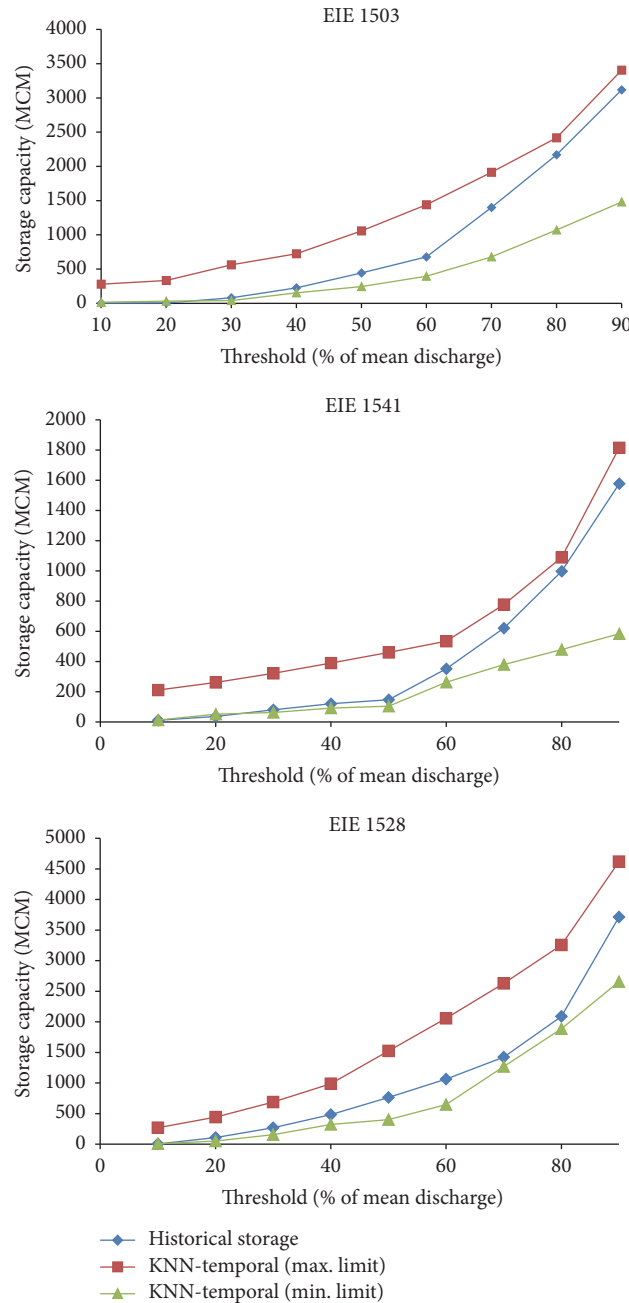 EIE 1503
4000
3500
3000
2500
2000
1500
1000
500
0
Storage capacity (MCM)
10 20 30 40 50 60 70 80 90
Threshold (% of mean discharge)
EIE 1541
2000
1800
1600
1400
1200
1000
800
600
400
200
0
Storage capacity (MCM)
0 20 40 60 80
Threshold (% of mean discharge)
EIE 1528
5000
4500
4000
3500
3000
2500
2000
1500
1000
500
0
Storage capacity (MCM)
0 20 40 60 80
Threshold (% of mean discharge)
Historical storage
KNN-temporal (max. limit)
KNN-temporal (min. limit)